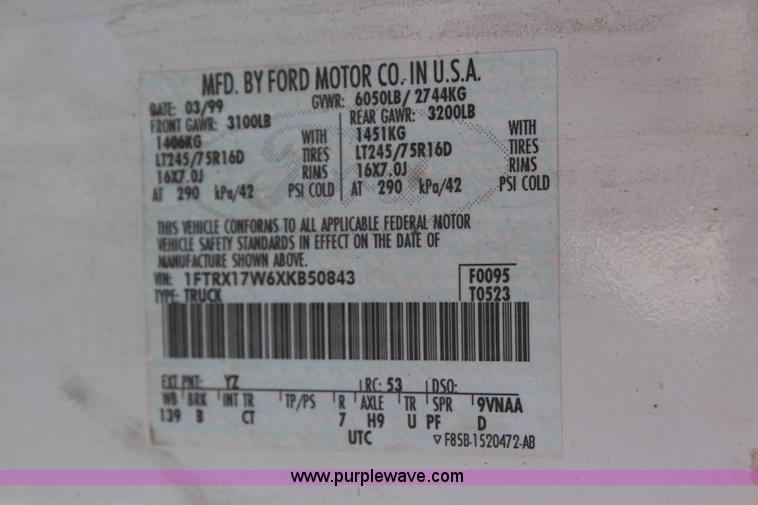 MFD. BY FORD MOTOR CO. IN U.S.A.
DATE: 03/99 GVWR: 6050LB/ 2744KG
FRONT GAWR: 3100LB REAR GAWR: 3200LB
1406KG WITH 1451KG WITH
LT245/75R16D TIRES LT245/75R16D TIRES
16X7.0J RIMS 16X7.0J RIMS
AT 290 kPa/42 PSI COLD AT 290 kPa/42 PSI COLD
THIS VEHICLE CONFORMS TO ALL APPLICABLE FEDERAL MOTOR
VEHICLE SAFETY STANDARDS IN EFFECT ON THE DATE OF
MANUFACTURE SHOWN ABOVE.
VIN: 1FTRX17W6XKB50843 F0095
TYPE: TRUCK T0523
EXT PNT: YZ RC: 53 DSO:
WB BRK INT TR TP/PS R AXLE TR SPR 9VNAA
139 B CT 7 H9 U PF D
UTC ▽F85B-1520472-AB
www.purplewave.com